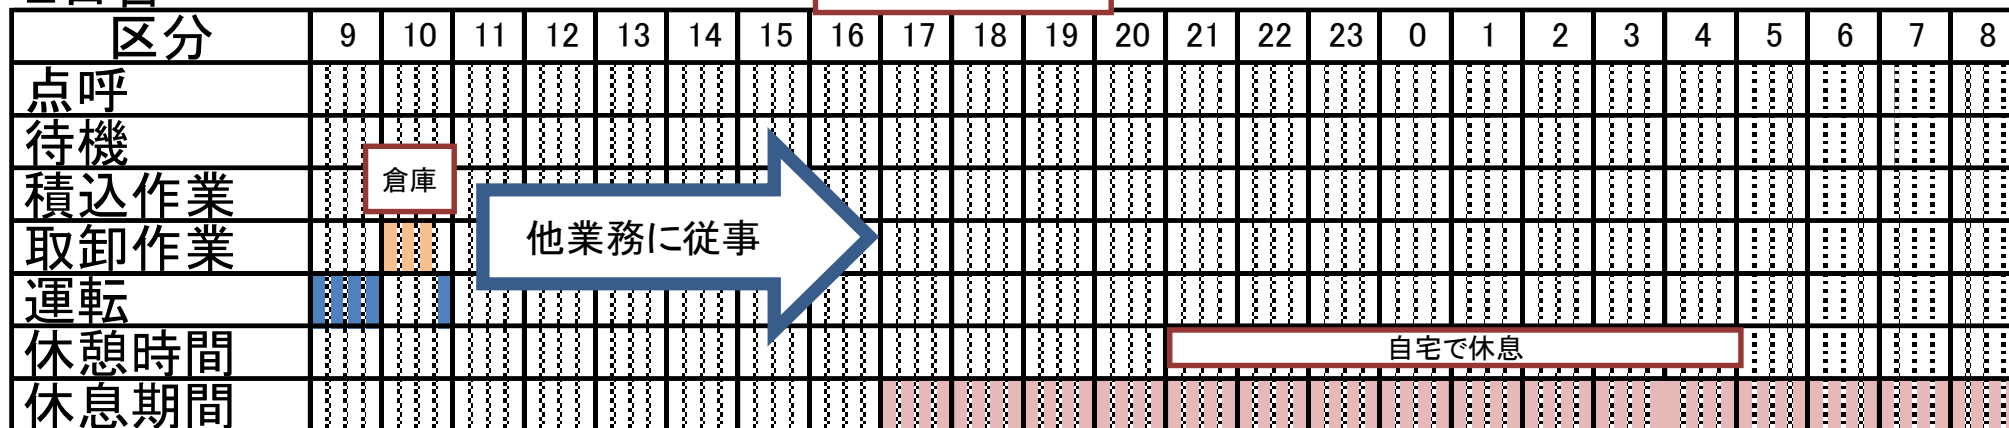 区分 9 10 11 12 13 14 15 16 17 18 19 20 21 22 23 0 1 2 3 4 5 6 7 8
点呼
待機
倉庫
積込作業
取卸作業
他業務に従事
運転
休憩時間
自宅で休息
休息期間